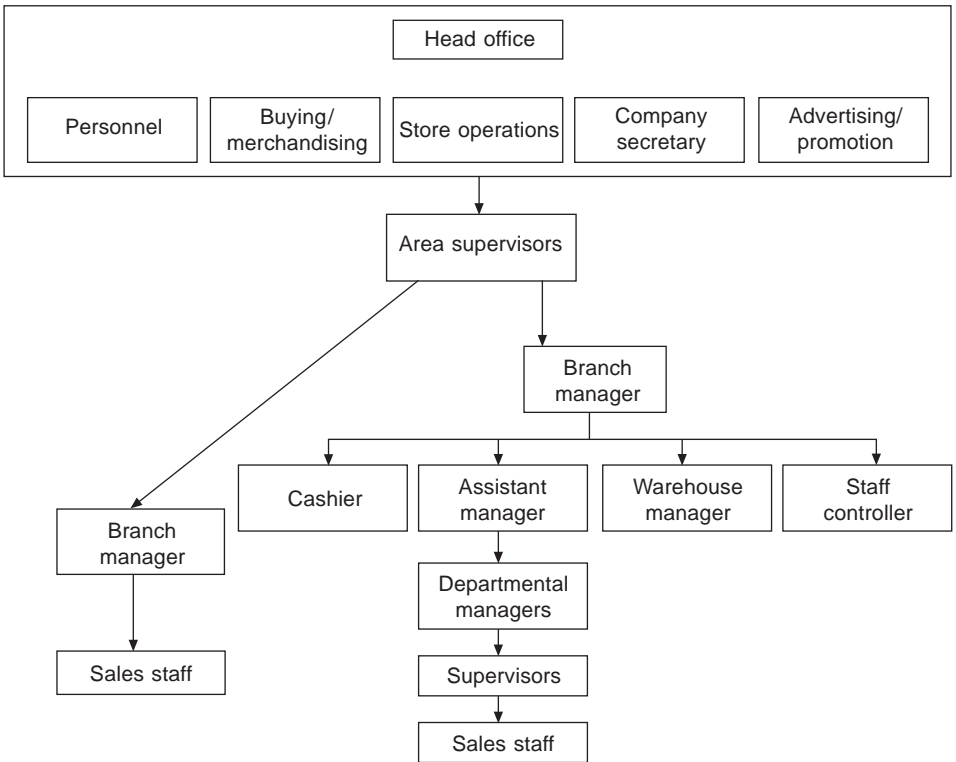 Head office
Personnel
Buying/
merchandising
Store operations
Company
secretary
Advertising/
promotion
Area supervisors
Branch
manager
Cashier
Assistant
manager
Warehouse
manager
Staff
controller
Branch
manager
Departmental
managers
Sales staff
Supervisors
Sales staff